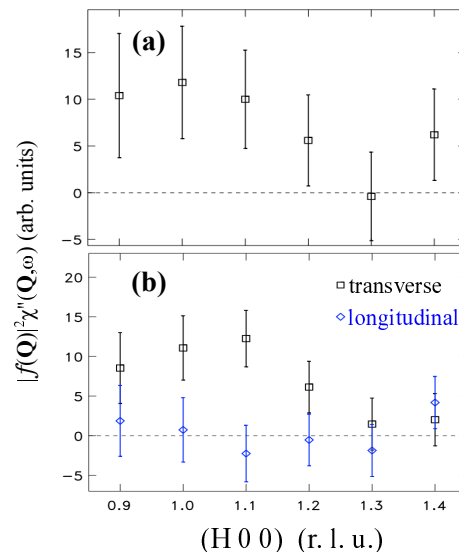 (a)
15
10
5
0
−5
|f(Q)|²χ''(Q,ω) (arb. units)
(b)
20
15
10
5
0
−5
transverse
longitudinal
0.9 1.0 1.1 1.2 1.3 1.4
(H 0 0) (r. l. u.)